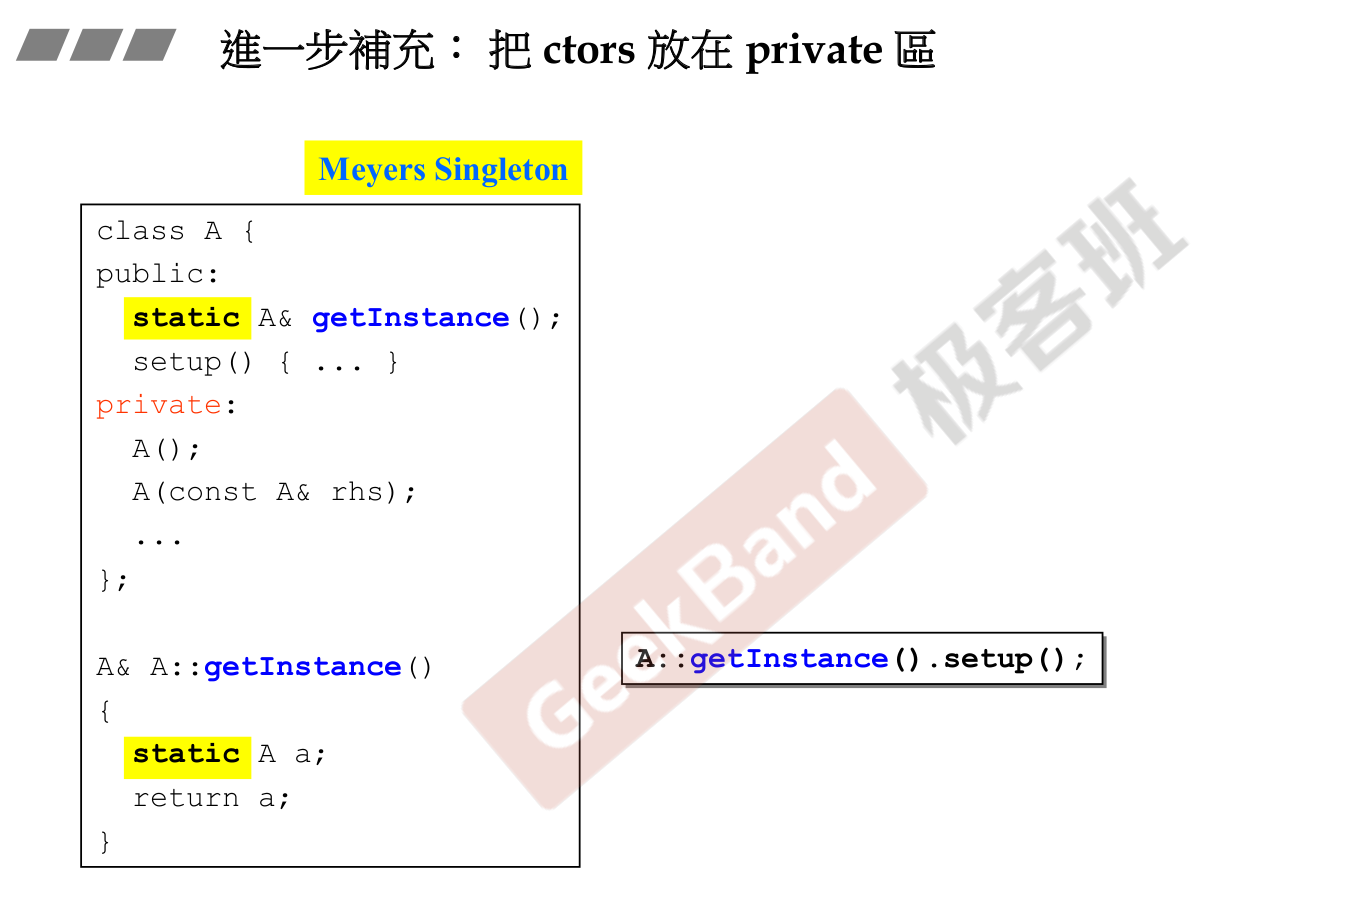 進一步補充： 把 ctors 放在 private 區
Meyers Singleton
class A {
public:
static A& getInstance();
setup() { ... }
private:
A();
A(const A& rhs);
...
};
A& A::getInstance()
{
static A a;
return a;
}
A::getInstance().setup();
GeekBand
极客班